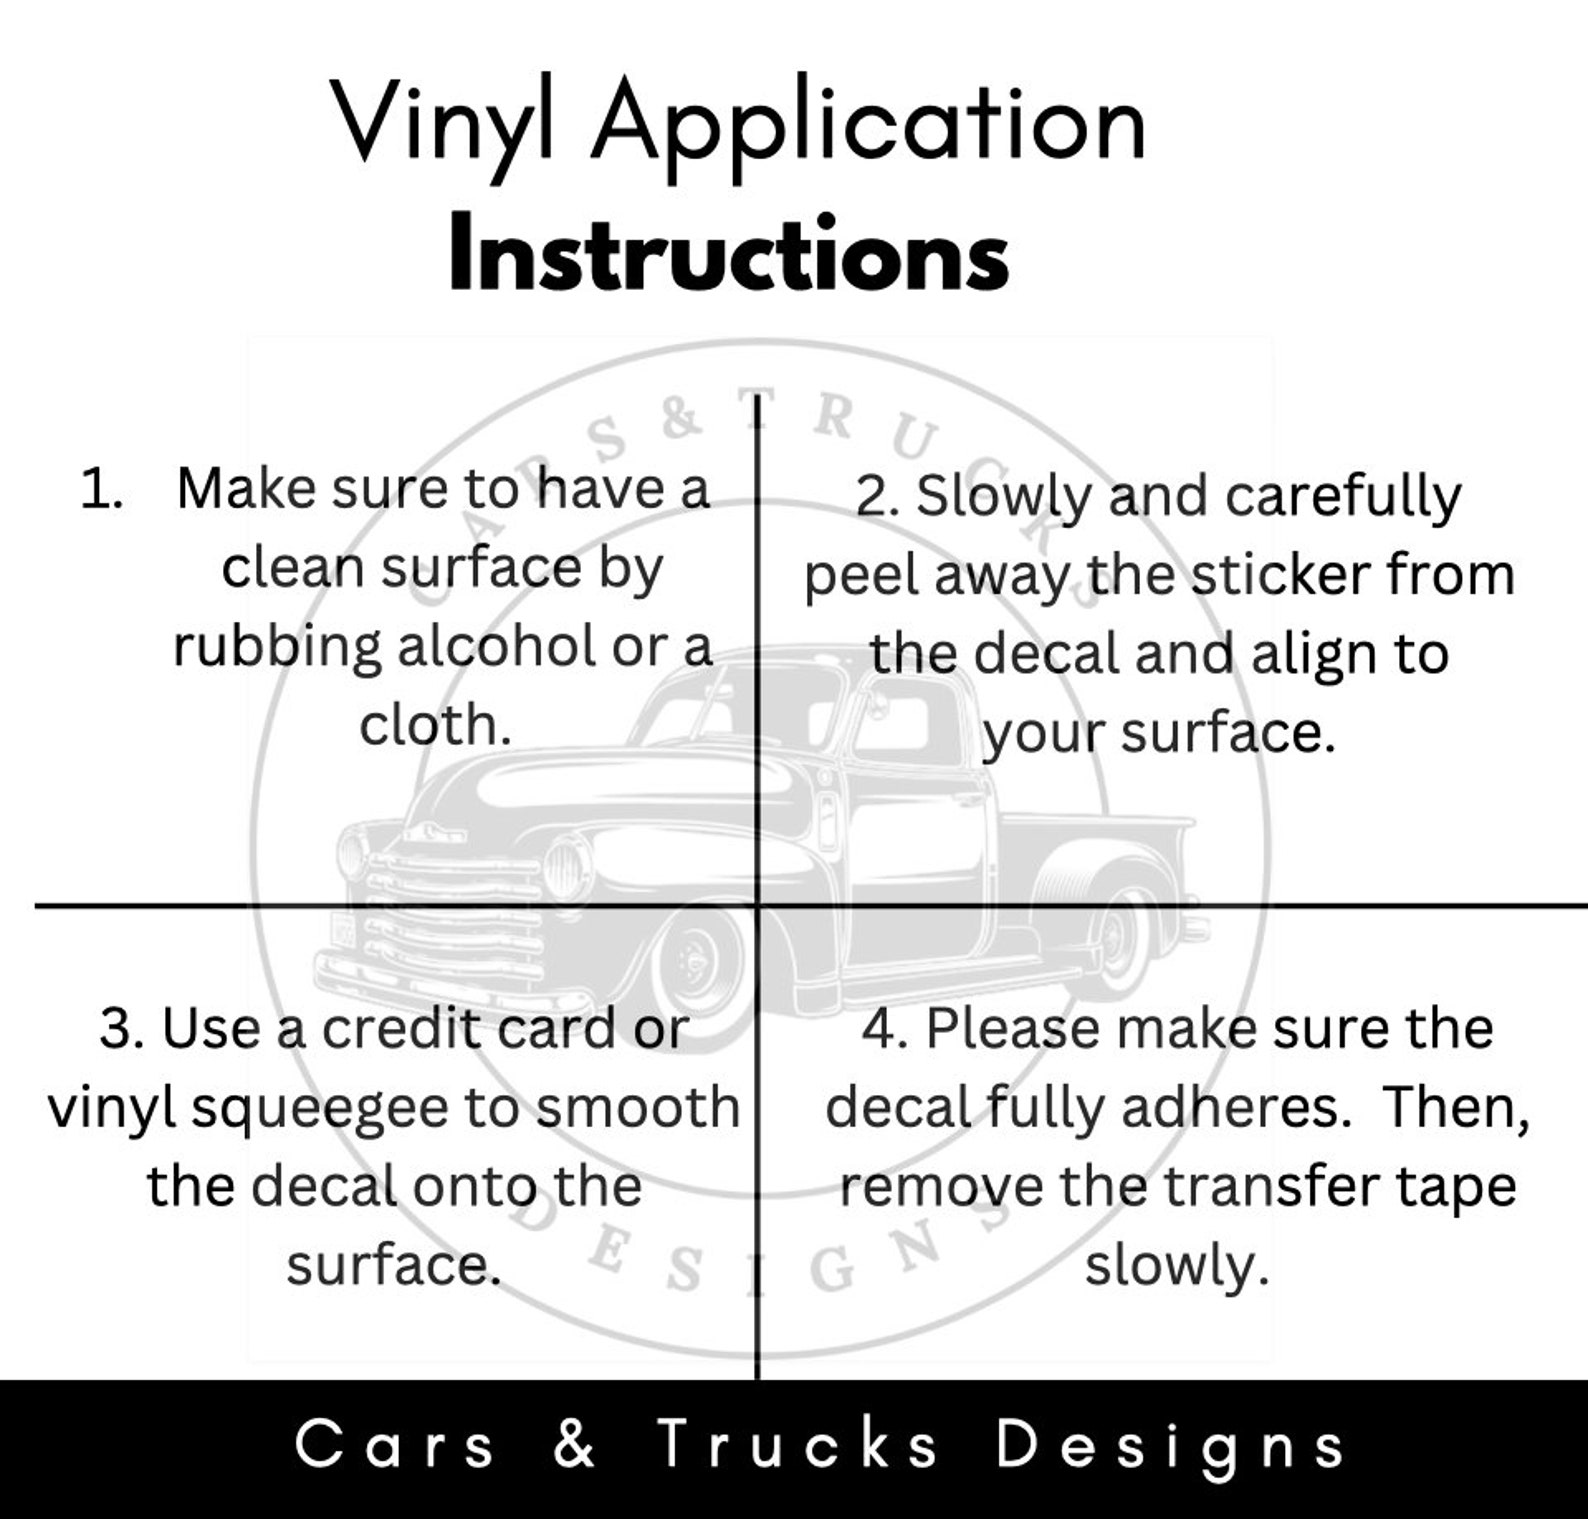 Vinyl Application
Instructions
CARS & TRUCKS
1. Make sure to have a
clean surface by
rubbing alcohol or a
cloth.
2. Slowly and carefully
peel away the sticker from
the decal and align to
your surface.
3. Use a credit card or
vinyl squeegee to smooth
the decal onto the
surface.
4. Please make sure the
decal fully adheres. Then,
remove the transfer tape
slowly.
DESIGNS
Cars & Trucks Designs